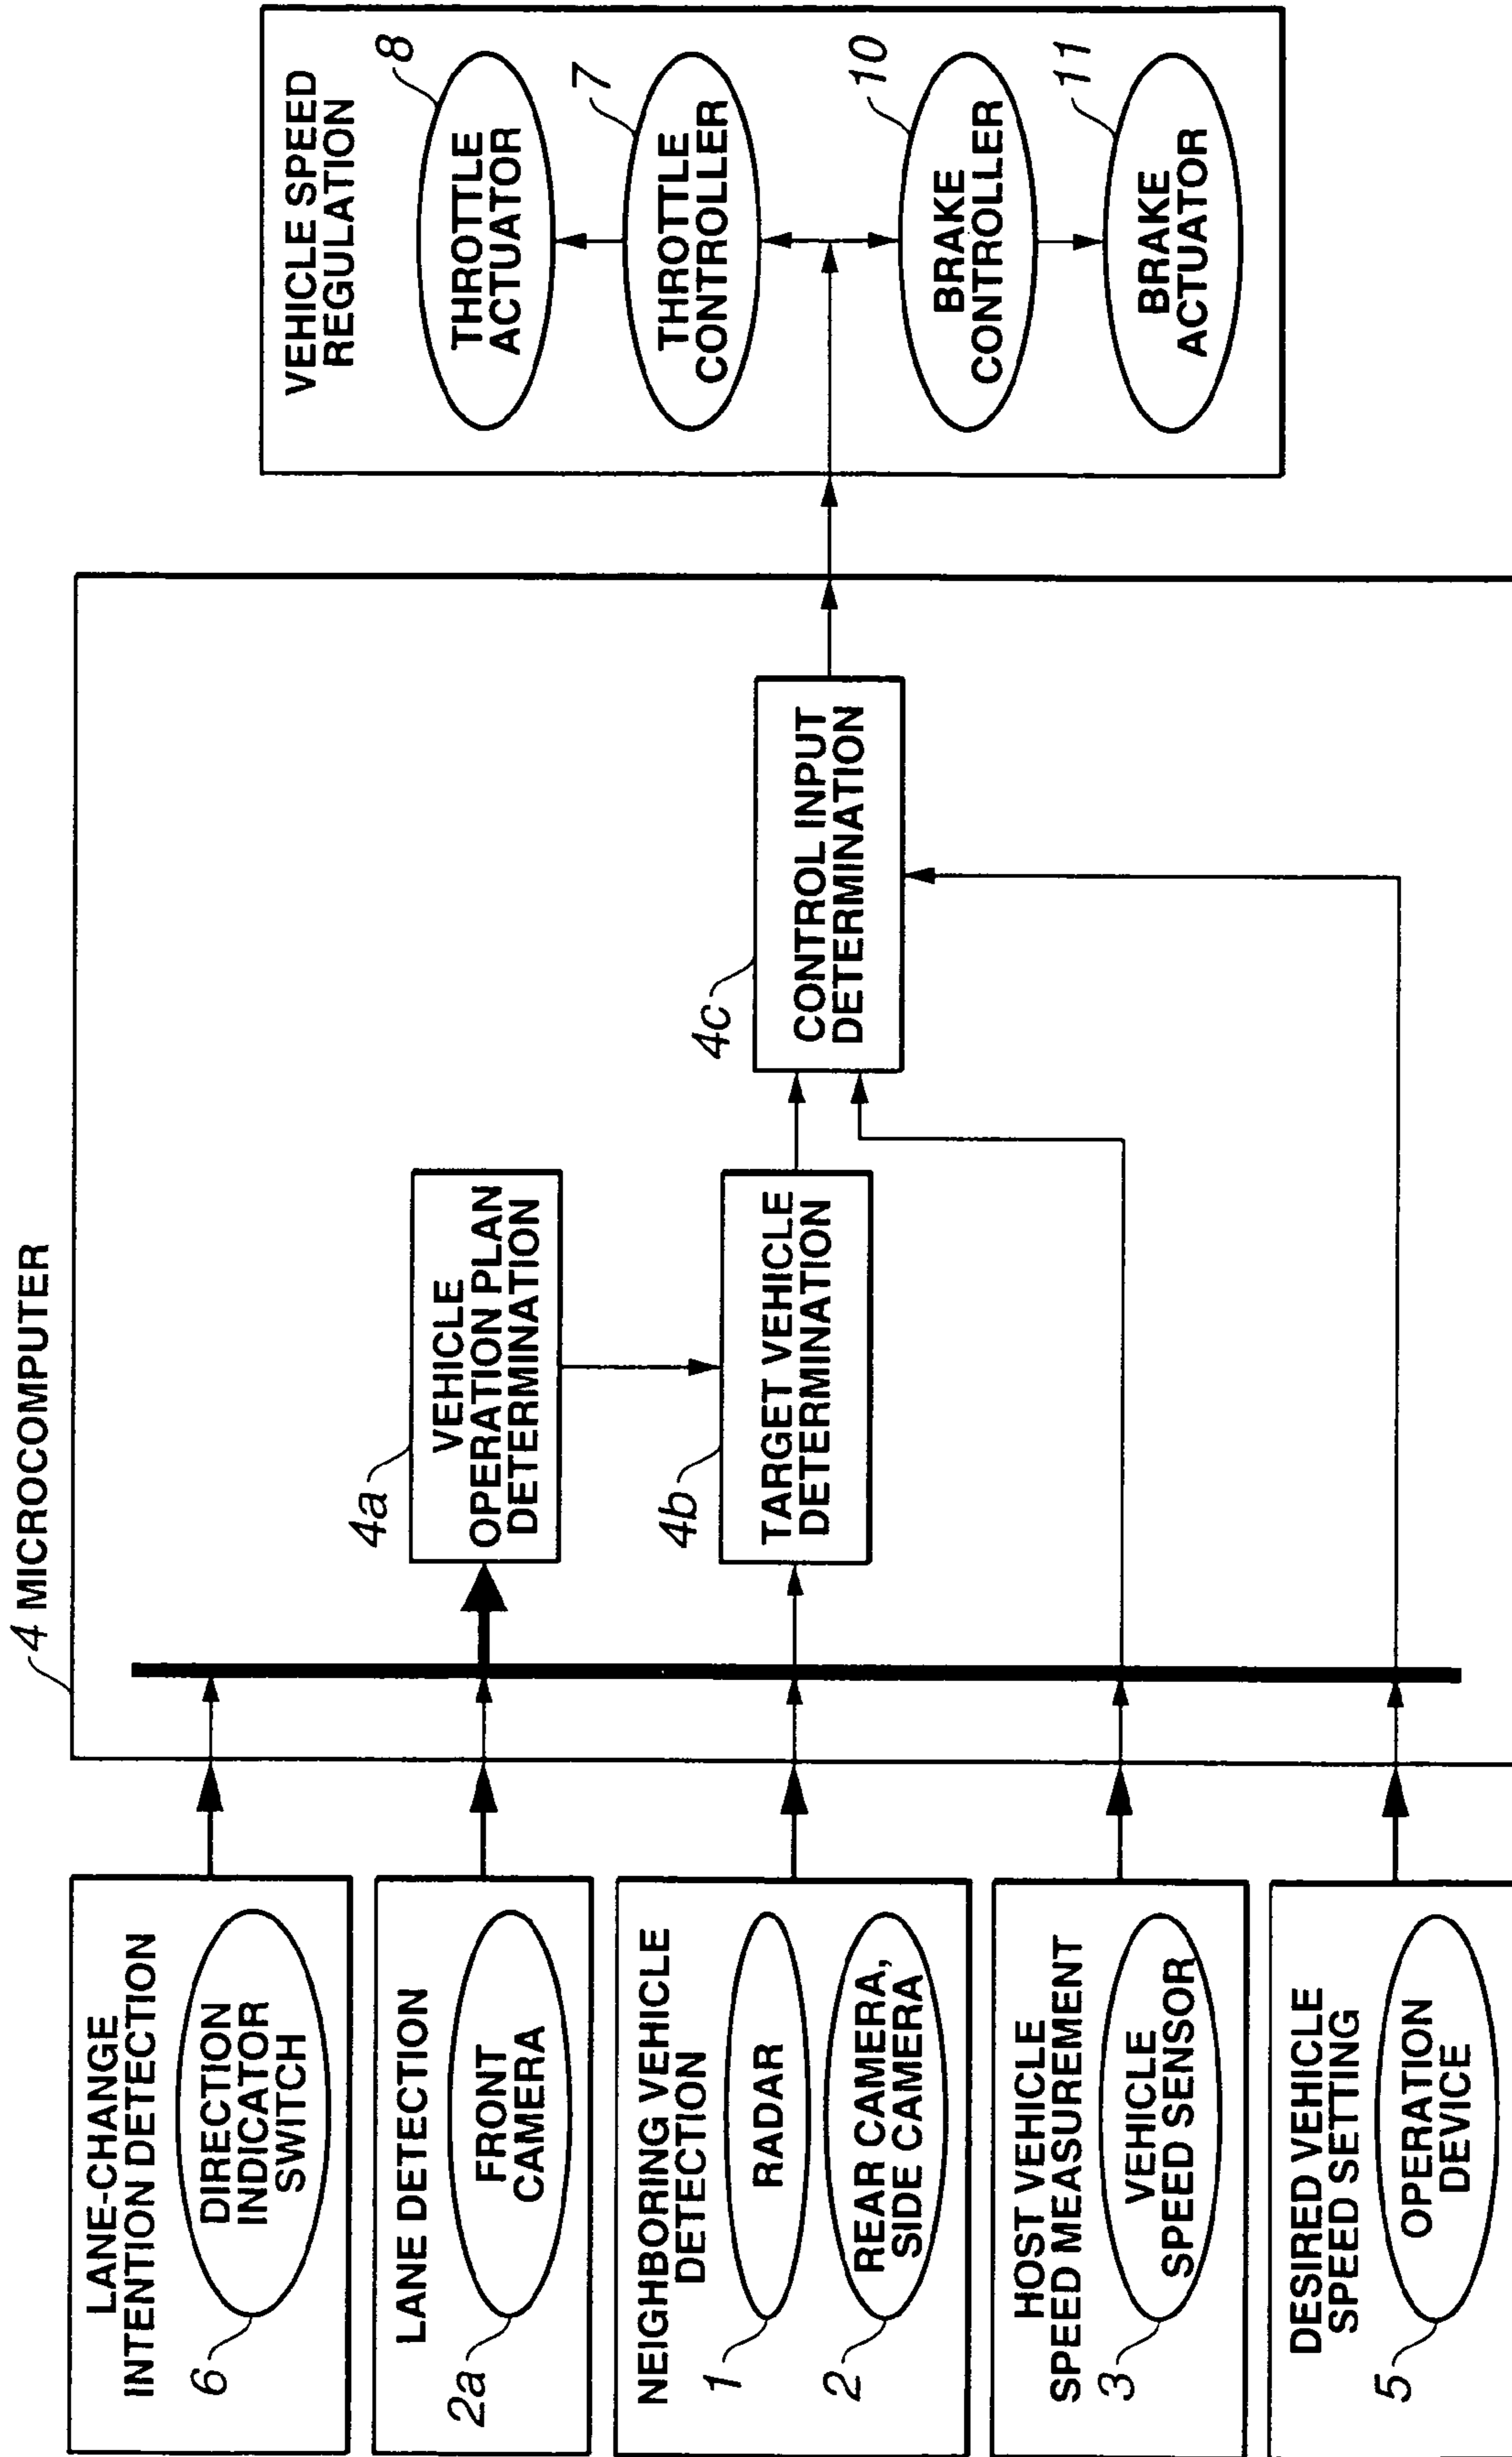 4 MICROCOMPUTER
LANE-CHANGE
INTENTION DETECTION
DIRECTION
INDICATOR
SWITCH
6
LANE DETECTION
FRONT
CAMERA
2a
NEIGHBORING VEHICLE
DETECTION
RADAR
1
REAR CAMERA,
SIDE CAMERA
2
HOST VEHICLE
SPEED MEASUREMENT
VEHICLE
SPEED SENSOR
3
DESIRED VEHICLE
SPEED SETTING
OPERATION
DEVICE
5
4a
VEHICLE
OPERATION PLAN
DETERMINATION
4b
TARGET VEHICLE
DETERMINATION
4c
CONTROL INPUT
DETERMINATION
VEHICLE SPEED
REGULATION
8
THROTTLE
ACTUATOR
7
THROTTLE
CONTROLLER
10
BRAKE
CONTROLLER
11
BRAKE
ACTUATOR